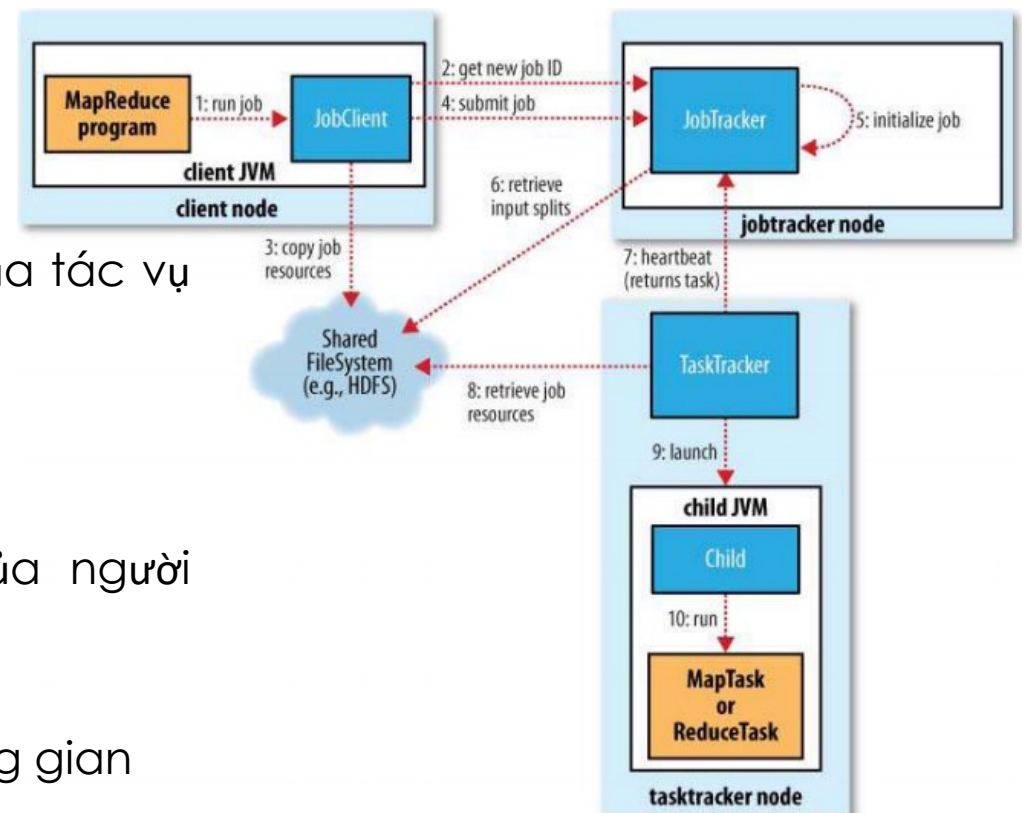 MapReduce
program
1: run job
JobClient
client JVM
client node
2: get new job ID
4: submit job
JobTracker
5: initialize job
jobtracker node
3: copy job
resources
6: retrieve
input splits
7: heartbeat
(returns task)
Shared
FileSystem
(e.g., HDFS)
8: retrieve job
resources
TaskTracker
9: launch
child JVM
Child
10: run
MapTask
or
ReduceTask
tasktracker node
tác vụ
người
gian